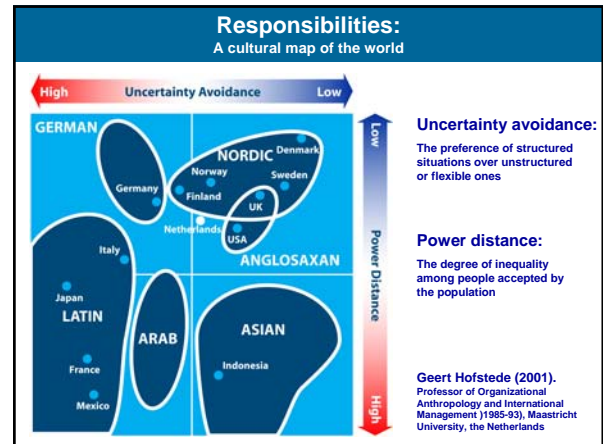 Responsibilities:
A cultural map of the world
High Uncertainty Avoidance Low
GERMAN
NORDIC
Denmark
Norway
Sweden
Germany
Finland
UK
Netherlands
USA
ANGLOSAXAN
Italy
Japan
LATIN
ARAB
ASIAN
France
Indonesia
Mexico
Low
Power Distance
High
Uncertainty avoidance:
The preference of structured
situations over unstructured
or flexible ones
Power distance:
The degree of inequality
among people accepted by
the population
Geert Hofstede (2001).
Professor of Organizational
Anthropology and International
Management )1985-93), Maastricht
University, the Netherlands